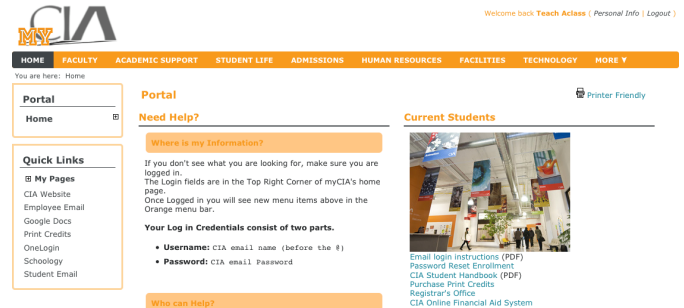 MY CIA
Welcome back Teach Aclass ( Personal Info | Logout )
HOME FACULTY ACADEMIC SUPPORT STUDENT LIFE ADMISSIONS HUMAN RESOURCES FACILITIES TECHNOLOGY MORE ▼
You are here: Home
Portal
Home
Quick Links
My Pages
CIA Website
Employee Email
Google Docs
Print Credits
OneLogin
Schoology
Student Email
Portal
Printer Friendly
Need Help?
Where is my Information?
If you don't see what you are looking for, make sure you are
logged in.
The Login fields are in the Top Right Corner of myCIA's home
page.
Once Logged in you will see new menu items above in the
Orange menu bar.
Your Log in Credentials consist of two parts.
• Username: CIA email name (before the @)
• Password: CIA email Password
Who can Help?
Current Students
Email login instructions (PDF)
Password Reset Enrollment
CIA Student Handbook (PDF)
Purchase Print Credits
Registrar's Office
CIA Online Financial Aid System